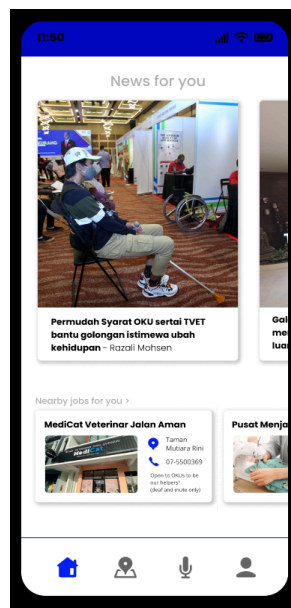 11:50
News for you
Permudah Syarat OKU sertai TVET
bantu golongan istimewa ubah
kehidupan - Razali Mohsen
Gal
me
lua
Nearby jobs for you >
MediCat Veterinar Jalan Aman
MediCat
Taman
Mutiara Rini
07-5500369
Open to OKUs to be
our helpers!
(deaf and mute only)
Pusat Menja